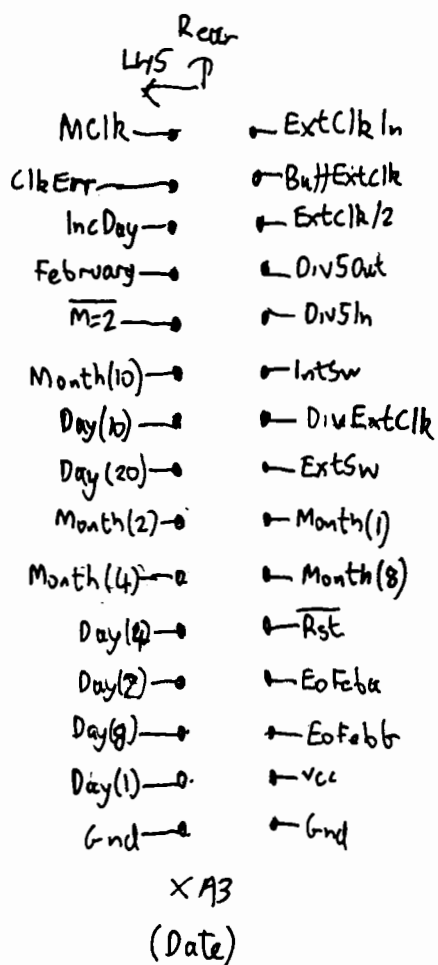 Rear
LHS
MClk ExtClkIn
ClkErr BuffExtClk
IncDay ExtClk/2
February Div5Out
M=2 Div5In
Month(10) IntSw
Day(10) DivExtClk
Day(20) ExtSw
Month(2) Month(1)
Month(4) Month(8)
Day(4) Rst
Day(2) EoFeba
Day(8) EoFebb
Day(1) Vcc
Gnd Gnd
XA3
(Date)